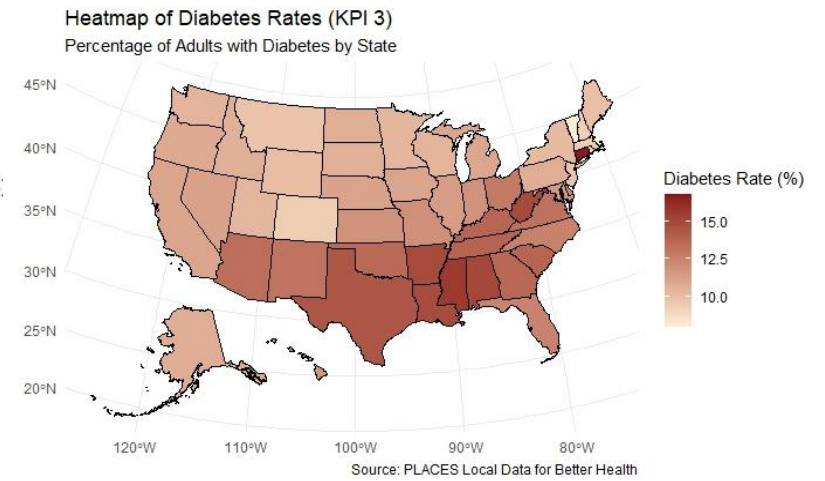 Heatmap of Diabetes Rates (KPI 3)
Percentage of Adults with Diabetes by State
45°N
40°N
35°N
30°N
25°N
20°N
120°W 110°W 100°W 90°W 80°W
Diabetes Rate (%)
15.0
12.5
10.0
Source: PLACES Local Data for Better Health